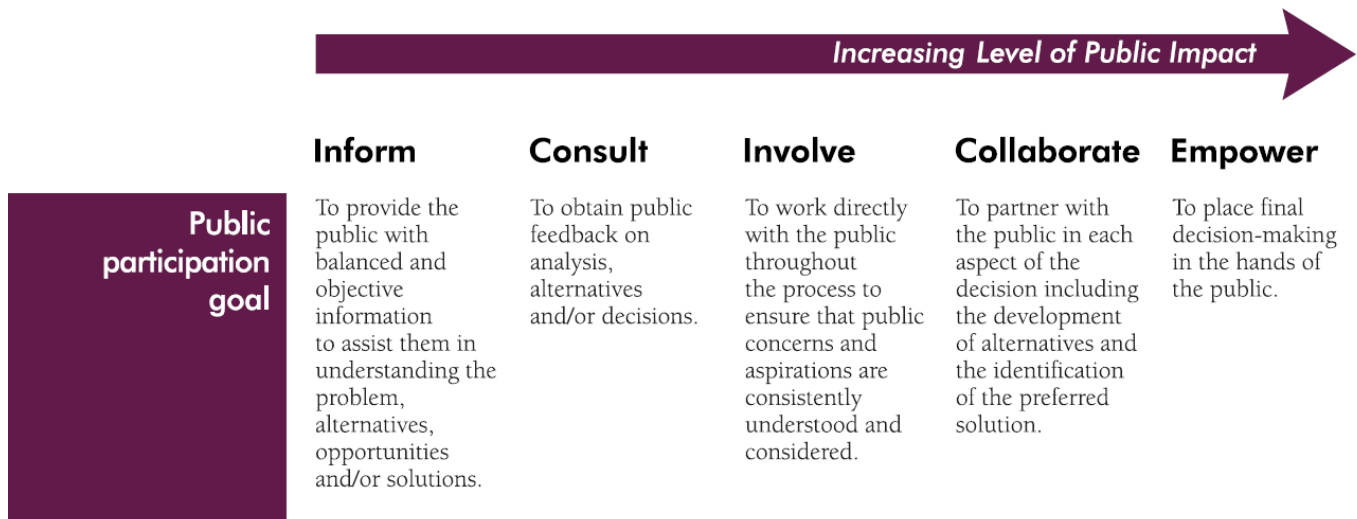 Increasing Level of Public Impact
Inform
Consult
Involve
Collaborate
Empower
Public
participation
goal
To provide the
public with
balanced and
objective
information
to assist them in
understanding the
problem,
alternatives,
opportunities
and/or solutions.
To obtain public
feedback on
analysis,
alternatives
and/or decisions.
To work directly
with the public
throughout
the process to
ensure that public
concerns and
aspirations are
consistently
understood and
considered.
To partner with
the public in each
aspect of the
decision including
the development
of alternatives and
the identification
of the preferred
solution.
To place final
decision-making
in the hands of
the public.